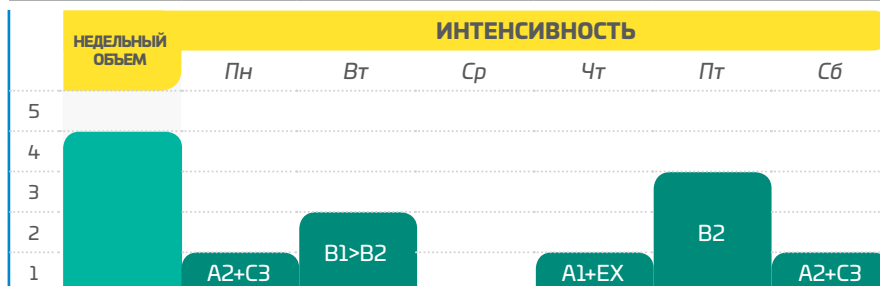 НЕДЕЛЬНЫЙ
ОБЪЕМ
ИНТЕНСИВНОСТЬ
Пн Вт Ср Чт Пт Сб
5
4
3
2
1
B1>B2
B2
A2+C3
A1+EX
A2+C3